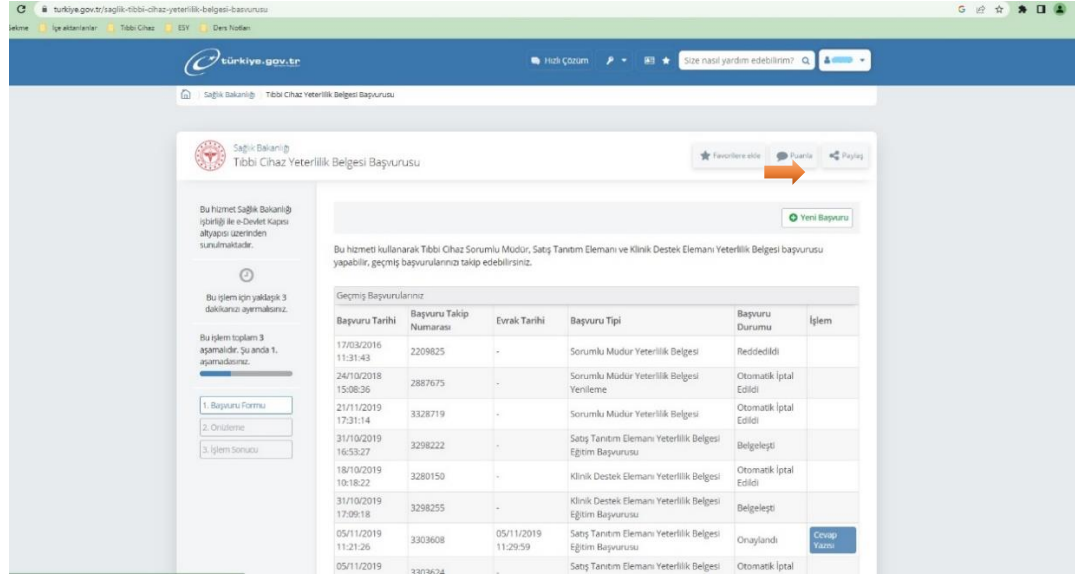 turkiye.gov.tr/saglik-tibbi-cihaz-yeterlilik-belgesi-basvurusu
İlçe aktarılanlar Tıbbi Cihaz ESY Ders Notları
türkiye.gov.tr
Hızlı Çözüm
Size nasıl yardım edebilirim?
Sağlık Bakanlığı Tıbbi Cihaz Yeterlilik Belgesi Başvurusu
Sağlık Bakanlığı
Tıbbi Cihaz Yeterlilik Belgesi Başvurusu
Favorilere ekle Puanla Paylaş
Bu hizmet Sağlık Bakanlığı
işbirliği ile e-Devlet Kapısı
altyapısı üzerinden
sunulmaktadır.
Bu işlem için yaklaşık 3
dakikanızı ayırmalısınız.
Bu işlem toplam 3
aşamalıdır. Şu anda 1.
aşamadasınız.
1. Başvuru Formu
2. Önizleme
3. İşlem Sonucu
Yeni Başvuru
Bu hizmeti kullanarak Tıbbi Cihaz Sorumlu Müdür, Satış Tanıtım Elemanı ve Klinik Destek Elemanı Yeterlilik Belgesi başvurusu
yapabilir, geçmiş başvurularınızı takip edebilirsiniz.
Geçmiş Başvurularınız
Başvuru Tarihi Başvuru Takip Numarası Evrak Tarihi Başvuru Tipi Başvuru Durumu İşlem
17/03/2016 11:31:43 2209825 - Sorumlu Mudur Yeterlilik Belgesi Reddedildi
24/10/2018 15:08:36 2887675 - Sorumlu Müdür Yeterlilik Belgesi Yenileme Otomatik İptal Edildi
21/11/2019 17:31:14 3328719 - Sorumlu Müdür Yeterlilik Belgesi Otomatik İptal Edildi
31/10/2019 16:53:27 3298222 - Satış Tanıtım Elemanı Yeterlilik Belgesi Eğitim Başvurusu Belgeleşti
18/10/2019 10:18:22 3280150 - Klinik Destek Elemanı Yeterlilik Belgesi Otomatik İptal Edildi
31/10/2019 17:09:18 3298255 - Klinik Destek Elemanı Yeterlilik Belgesi Eğitim Başvurusu Belgeleşti
05/11/2019 11:21:26 3303608 05/11/2019 11:29:59 Satış Tanıtım Elemanı Yeterlilik Belgesi Eğitim Başvurusu Onaylandı Cevap Yazısı
05/11/2019 3303624 Satış Tanıtım Elemanı Yeterlilik Belgesi Otomatik İptal